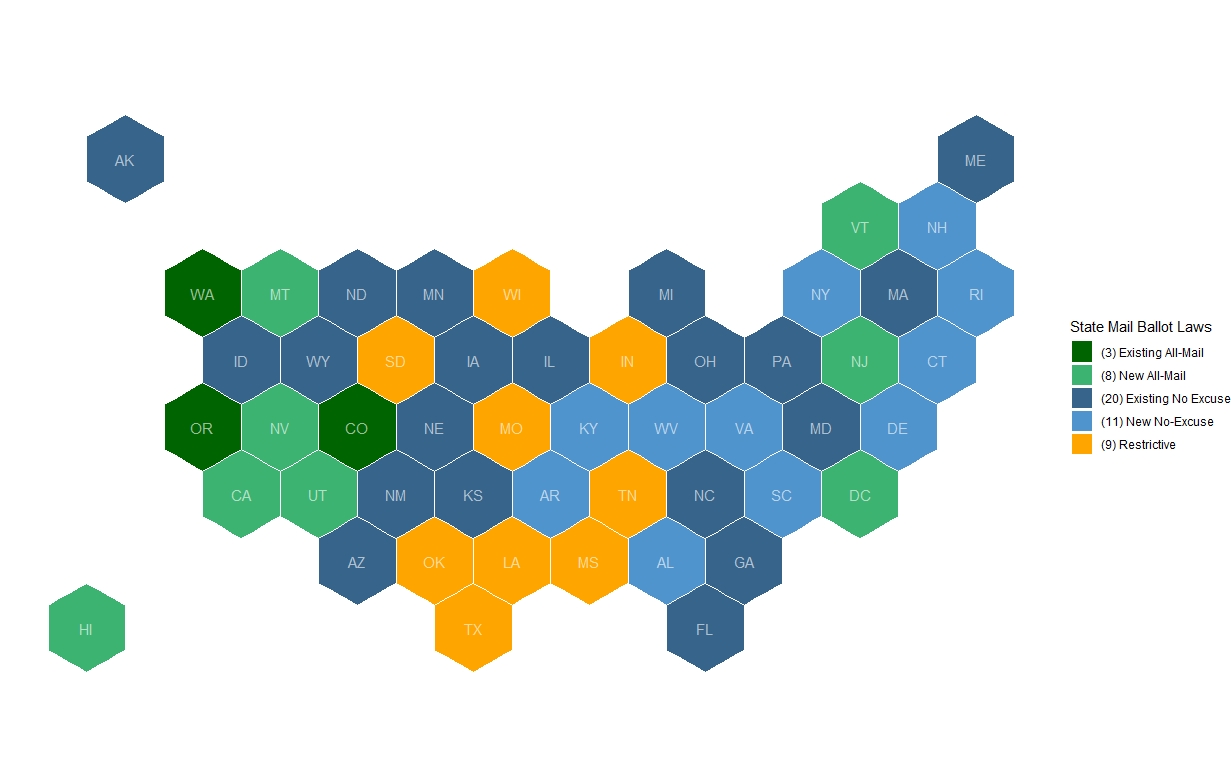 AK
ME
VT
NH
WA
MT
ND
MN
WI
MI
NY
MA
RI
ID
WY
SD
IA
IL
IN
OH
PA
NJ
CT
OR
NV
CO
NE
MO
KY
WV
VA
MD
DE
CA
UT
NM
KS
AR
TN
NC
SC
DC
AZ
OK
LA
MS
AL
GA
HI
TX
FL
State Mail Ballot Laws
(3) Existing All-Mail
(8) New All-Mail
(20) Existing No Excuse
(11) New No-Excuse
(9) Restrictive